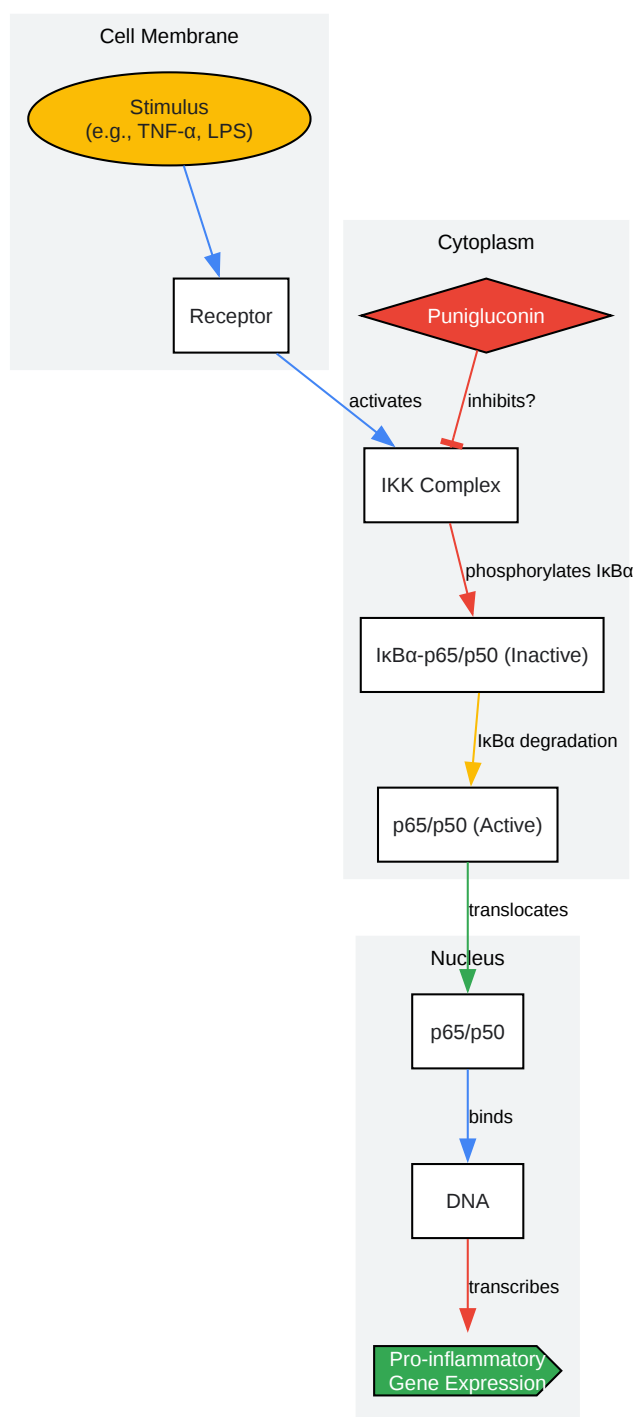 Cell Membrane
Stimulus
(e.g., TNF-α, LPS)
Receptor
Cytoplasm
Punigluconin
activates
inhibits?
IKK Complex
phosphorylates IκBα
IκBα-p65/p50 (Inactive)
IκBα degradation
p65/p50 (Active)
translocates
Nucleus
p65/p50
binds
DNA
transcribes
Pro-inflammatory
Gene Expression